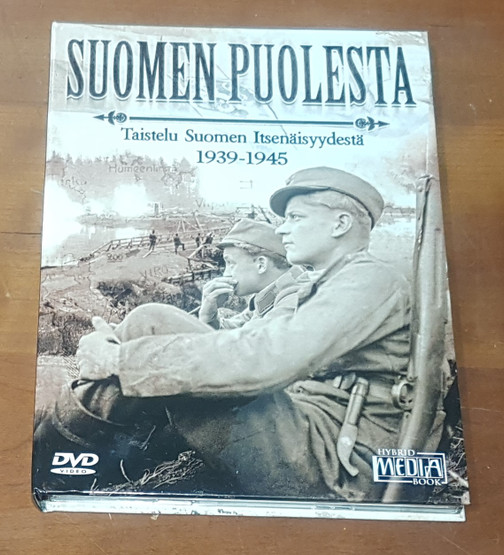 SUOMEN PUOLESTA
Taistelu Suomen Itsenäisyydestä
1939-1945
DVD
VIDEO
HYBRID
MEDIA
BOOK